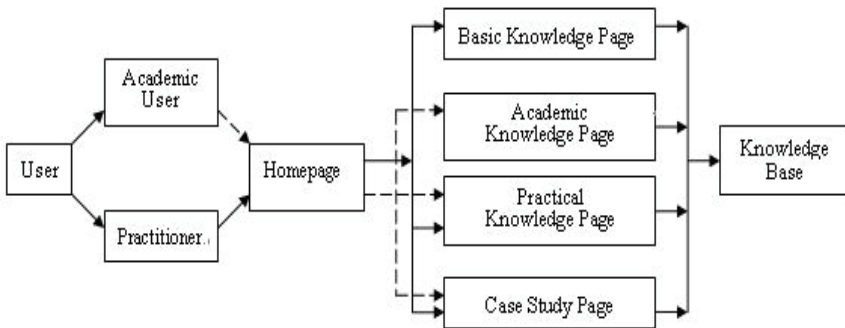 User
Academic
User
Practitioner.
Homepage
Basic Knowledge Page
Academic
Knowledge Page
Practical
Knowledge Page
Case Study Page
Knowledge
Base